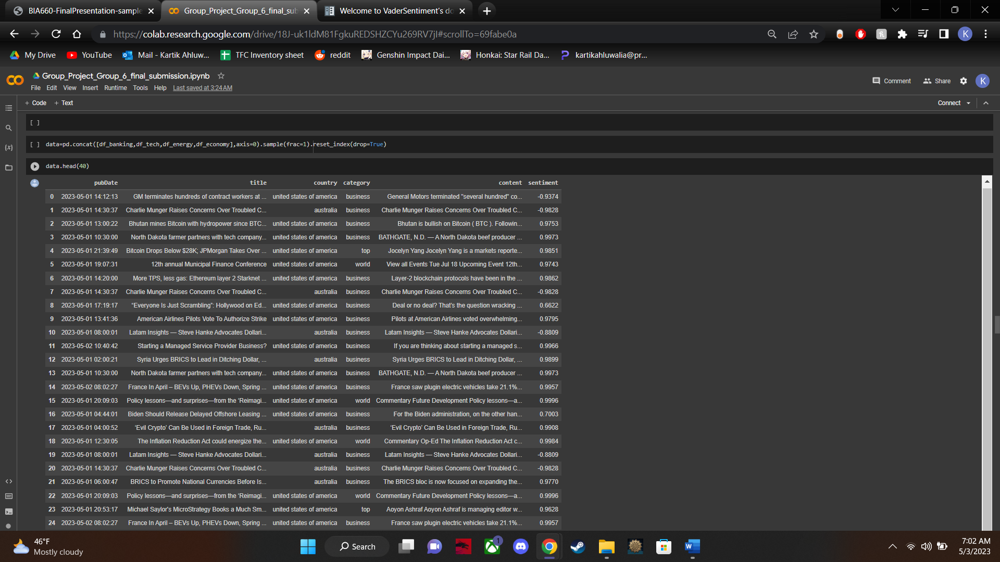 BIA660-FinalPresentation-sample
Group_Project_Group_6_final_sub
Welcome to VaderSentiment's do
https://colab.research.google.com/drive/18J-uk1ldM81FgkuREDSHZCYu269RV7jI#scrollTo=69fabe0a
K
My Drive YouTube Mail - Kartik Ahluw... TFC Inventory sheet reddit Genshin Impact Dai... Honkai: Star Rail Da... kartikahluwalia@pr...
Group_Project_Group_6_final_submission.ipynb
File Edit View Insert Runtime Tools Help Last saved at 3:24 AM
Comment Share K
+ Code + Text Connect
[ ]
[ ] data=pd.concat([df_banking,df_tech,df_energy,df_economy],axis=0).sample(frac=1).reset_index(drop=True)
data.head(40)
pubDate title country category content sentiment
0 2023-05-01 14:12:13 GM terminates hundreds of contract workers at ... united states of america business General Motors terminated "several hundred" co... -0.9374
1 2023-05-01 14:30:37 Charlie Munger Raises Concerns Over Troubled C... australia business Charlie Munger Raises Concerns Over Troubled C... -0.9828
2 2023-05-01 13:00:22 Bhutan mines Bitcoin with hydropower since BTC... united states of america business Bhutan is bullish on Bitcoin ( BTC ). Followin... 0.9753
3 2023-05-01 10:30:00 North Dakota farmer partners with tech company... united states of america business BATHGATE, N.D. — A North Dakota beef producer ... 0.9973
4 2023-05-01 21:39:49 Bitcoin Drops Below $28K; JPMorgan Takes Over ... united states of america top Jocelyn Yang Jocelyn Yang is a markets reporte... 0.9851
5 2023-05-01 19:07:31 12th annual Municipal Finance Conference united states of america world View all Events Tue Jul 18 Upcoming Event 12th... 0.9743
6 2023-05-01 14:20:00 More TPS, less gas: Ethereum layer 2 Starknet ... united states of america business Layer-2 blockchain protocols have been in the ... 0.9862
7 2023-05-01 14:30:37 Charlie Munger Raises Concerns Over Troubled C... australia business Charlie Munger Raises Concerns Over Troubled C... -0.9828
8 2023-05-01 17:19:17 “Everyone Is Just Scrambling”: Hollywood on Ed... united states of america business Deal or no deal? That's the question wracking ... 0.6622
9 2023-05-01 13:41:36 American Airlines Pilots Vote To Authorize Strike united states of america business Pilots at American Airlines voted overwhelming... 0.9795
10 2023-05-01 08:00:01 Latam Insights — Steve Hanke Advocates Dollari... australia business Latam Insights — Steve Hanke Advocates Dollari... -0.8809
11 2023-05-02 10:40:42 Starting a Managed Service Provider Business? united states of america business If you are thinking about starting a managed s... 0.9966
12 2023-05-01 02:00:21 Syria Urges BRICS to Lead in Ditching Dollar, ... australia business Syria Urges BRICS to Lead in Ditching Dollar, ... 0.9899
13 2023-05-01 10:30:00 North Dakota farmer partners with tech company... united states of america business BATHGATE, N.D. — A North Dakota beef producer ... 0.9973
14 2023-05-02 08:02:27 France In April – BEVs Up, PHEVs Down, Spring ... united states of america business France saw plugin electric vehicles take 21.1%... 0.9957
15 2023-05-01 20:09:03 Policy lessons—and surprises—from the ‘Reimagi... united states of america world Commentary Future Development Policy lessons—a... 0.9996
16 2023-05-01 04:44:01 Biden Should Release Delayed Offshore Leasing ... united states of america business For the Biden administration, on the other han... 0.7003
17 2023-05-01 04:00:52 ‘Evil Crypto’ Can Be Used in Foreign Trade, Ru... australia business ‘Evil Crypto’ Can Be Used in Foreign Trade, Ru... 0.9908
18 2023-05-01 12:30:05 The Inflation Reduction Act could energize the... united states of america world Commentary Op-Ed The Inflation Reduction Act c... 0.9984
19 2023-05-01 08:00:01 Latam Insights — Steve Hanke Advocates Dollari... australia business Latam Insights — Steve Hanke Advocates Dollari... -0.8809
20 2023-05-01 14:30:37 Charlie Munger Raises Concerns Over Troubled C... australia business Charlie Munger Raises Concerns Over Troubled C... -0.9828
21 2023-05-01 06:00:47 BRICS to Promote National Currencies Before Is... australia business The BRICS bloc is now focused on expanding the... 0.9770
22 2023-05-01 20:09:03 Policy lessons—and surprises—from the ‘Reimagi... united states of america world Commentary Future Development Policy lessons—a... 0.9996
23 2023-05-01 20:53:17 Michael Saylor's MicroStrategy Books a Much Sm... united states of america top Aoyon Ashraf Aoyon Ashraf is managing editor w... 0.9628
24 2023-05-02 08:02:27 France In April – BEVs Up, PHEVs Down, Spring ... united states of america business France saw plugin electric vehicles take 21.1%... 0.9957
46°F
Mostly cloudy
Search
1
7:02 AM
5/3/2023